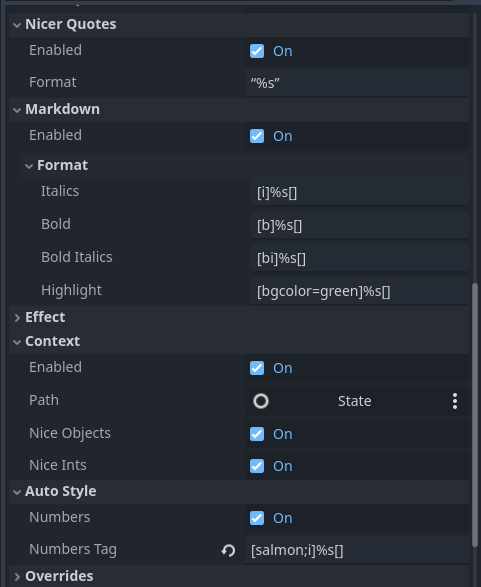 Nicer Quotes
Enabled On
Format “%s”
Markdown
Enabled On
Format
Italics [i]%s[]
Bold [b]%s[]
Bold Italics [bi]%s[]
Highlight [bgcolor=green]%s[]
Effect
Context
Enabled On
Path State
Nice Objects On
Nice Ints On
Auto Style
Numbers On
Numbers Tag [salmon;i]%s[]
Overrides